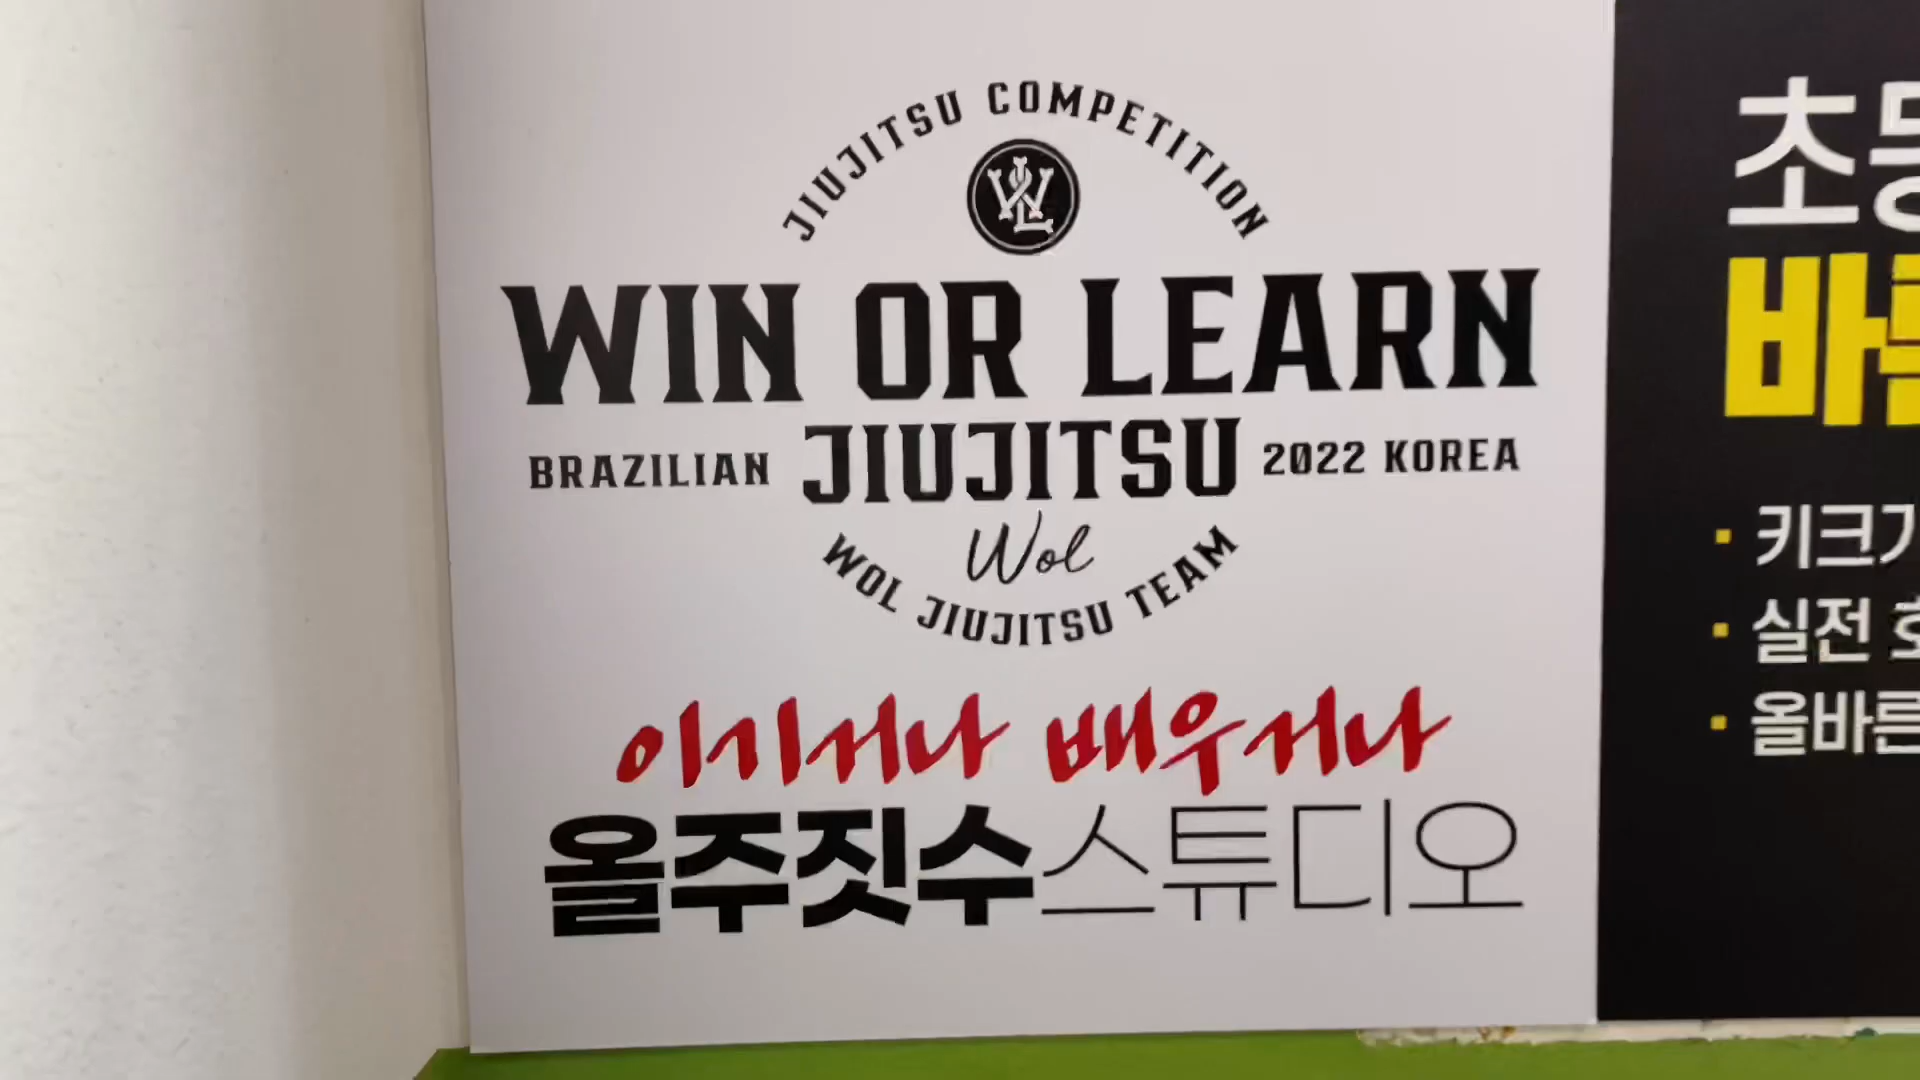 JIUJITSU COMPETITION
WOL
WIN OR LEARN
BRAZILIAN JIUJITSU 2022 KOREA
Wol
WOL JIUJITSU TEAM
이기거나 배우거나
올주짓수스튜디오
초등
키크기
실전
올바른